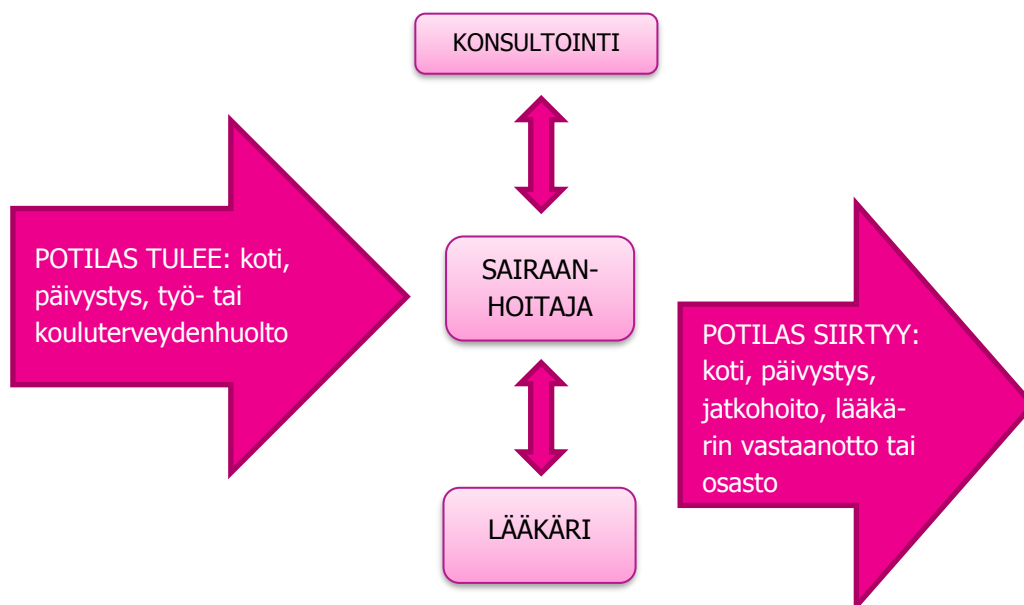 KONSULTOINTI
POTILAS TULEE: koti,
päivystys, työ- tai
kouluterveydenhuolto
SAIRAAN-
HOITAJA
LÄÄKÄRI
POTILAS SIIRTYY:
koti, päivystys,
jatkohoito, lääkä-
rin vastaanotto tai
osasto